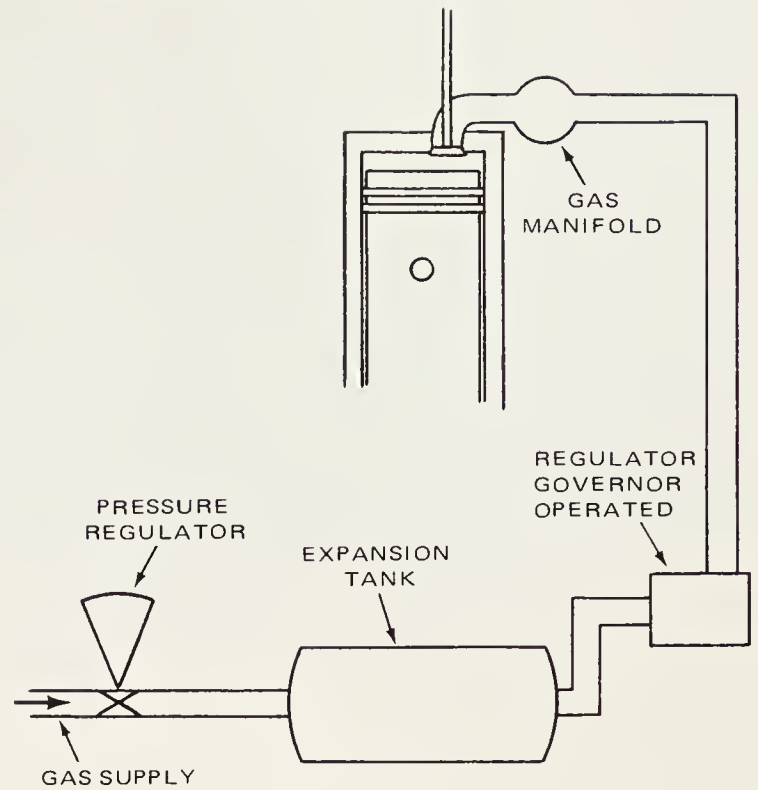 GAS
MANIFOLD
REGULATOR
GOVERNOR
OPERATED
PRESSURE
REGULATOR
EXPANSION
TANK
GAS SUPPLY